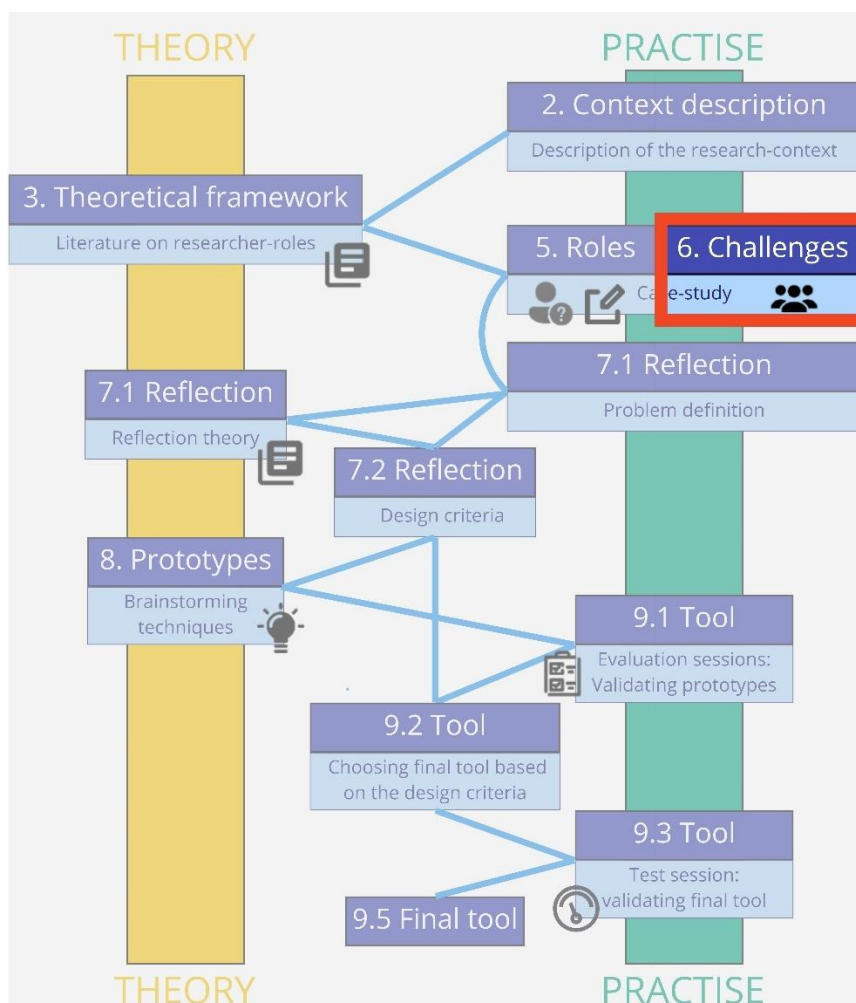 THEORY
PRACTISE
2. Context description
Description of the research-context
3. Theoretical framework
Literature on researcher-roles
5. Roles
6. Challenges
Case-study
7.1 Reflection
Problem definition
7.1 Reflection
Reflection theory
7.2 Reflection
Design criteria
8. Prototypes
Brainstorming
techniques
9.1 Tool
Evaluation sessions:
Validating prototypes
9.2 Tool
Choosing final tool based
on the design criteria
9.3 Tool
Test session:
validating final tool
9.5 Final tool
THEORY
PRACTISE